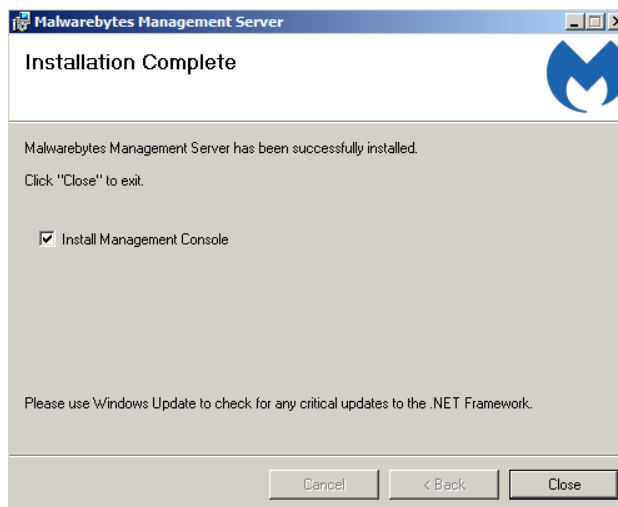 Malwarebytes Management Server
Installation Complete
Malwarebytes Management Server has been successfully installed.
Click "Close" to exit.
Install Management Console
Please use Windows Update to check for any critical updates to the .NET Framework.
Cancel
< Back
Close